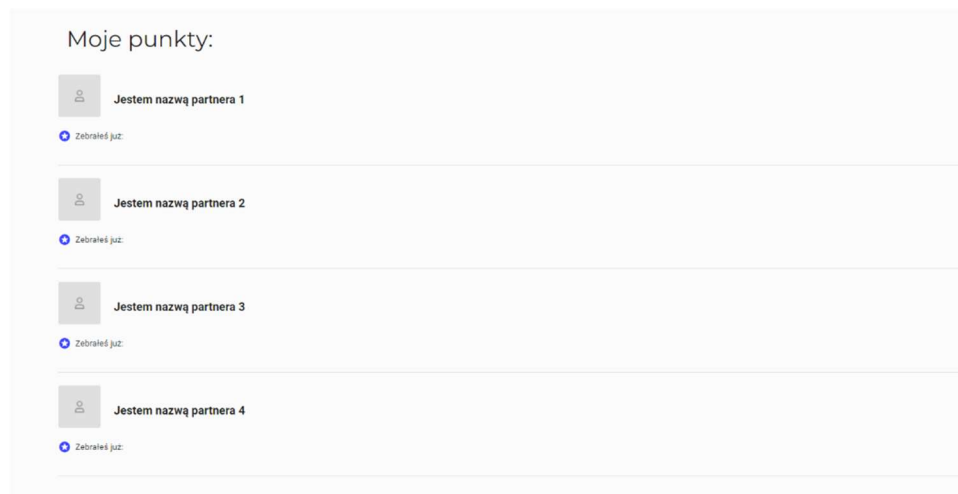 Moje punkty:
Jestem nazwą partnera 1
Zebrałeś już:
Jestem nazwą partnera 2
Zebrałeś już:
Jestem nazwą partnera 3
Zebrałeś już:
Jestem nazwą partnera 4
Zebrałeś już: